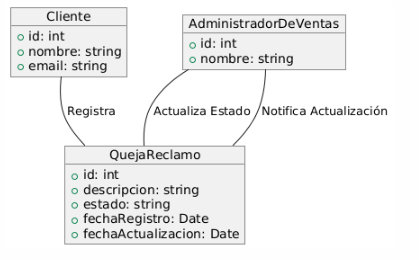 Cliente
id: int
nombre: string
email: string
AdministradorDeVentas
id: int
nombre: string
Registra
Actualiza Estado
Notifica Actualización
QuejaReclamo
id: int
descripcion: string
estado: string
fechaRegistro: Date
fechaActualizacion: Date